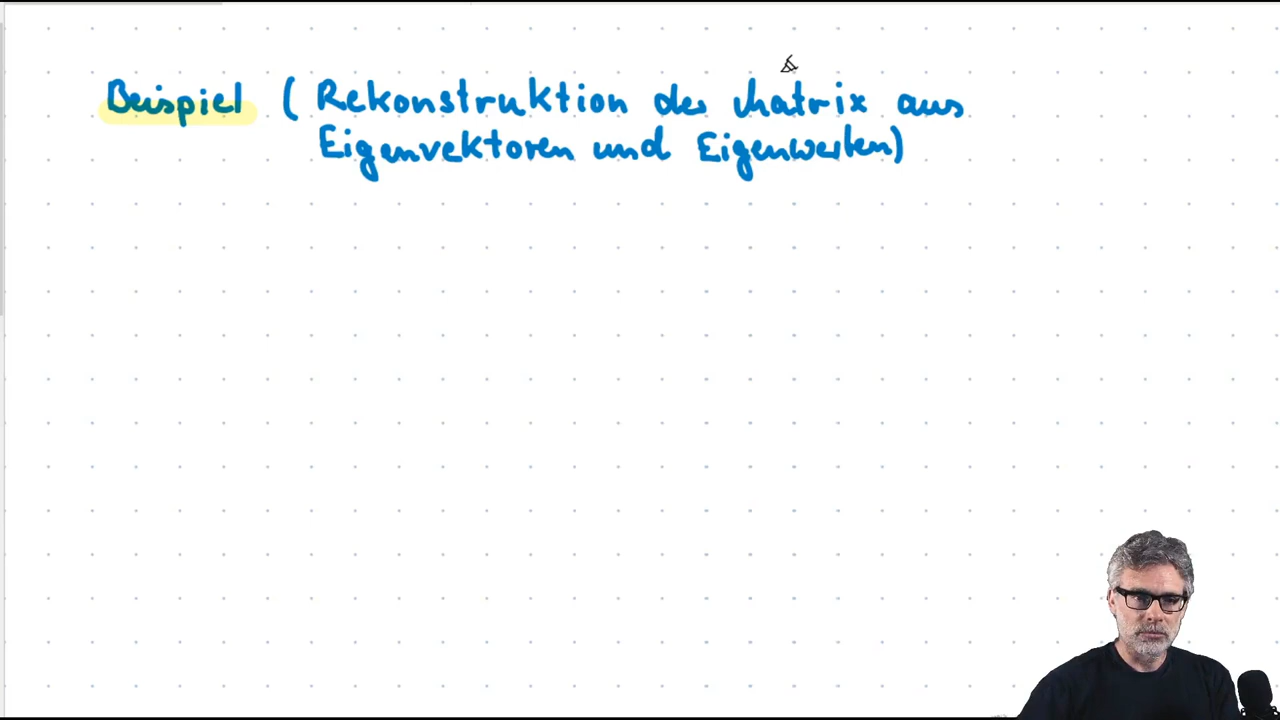 Beispiel ( Rekonstruktion der Matrix aus
Eigenvektoren und Eigenwerten)